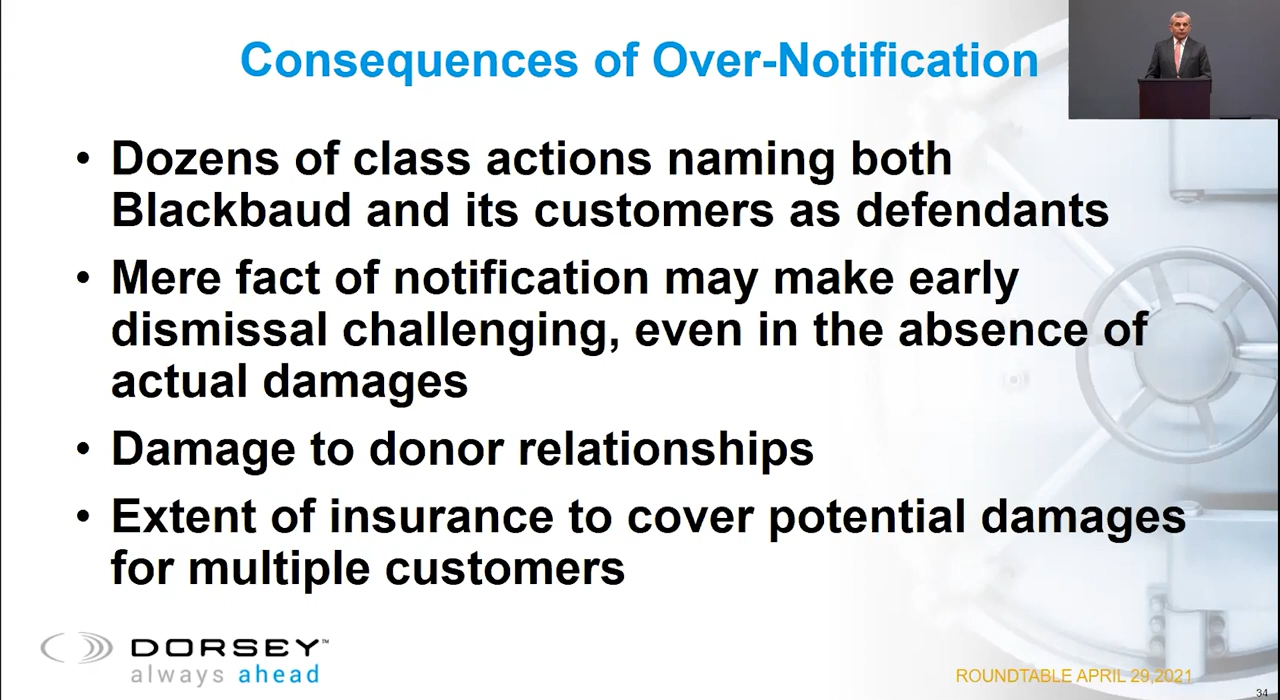 Consequences of Over-Notification
• Dozens of class actions naming both
Blackbaud and its customers as defendants
• Mere fact of notification may make early
dismissal challenging, even in the absence of
actual damages
• Damage to donor relationships
• Extent of insurance to cover potential damages
for multiple customers
DORSEY™
always ahead
ROUNDTABLE APRIL 29,2021
34